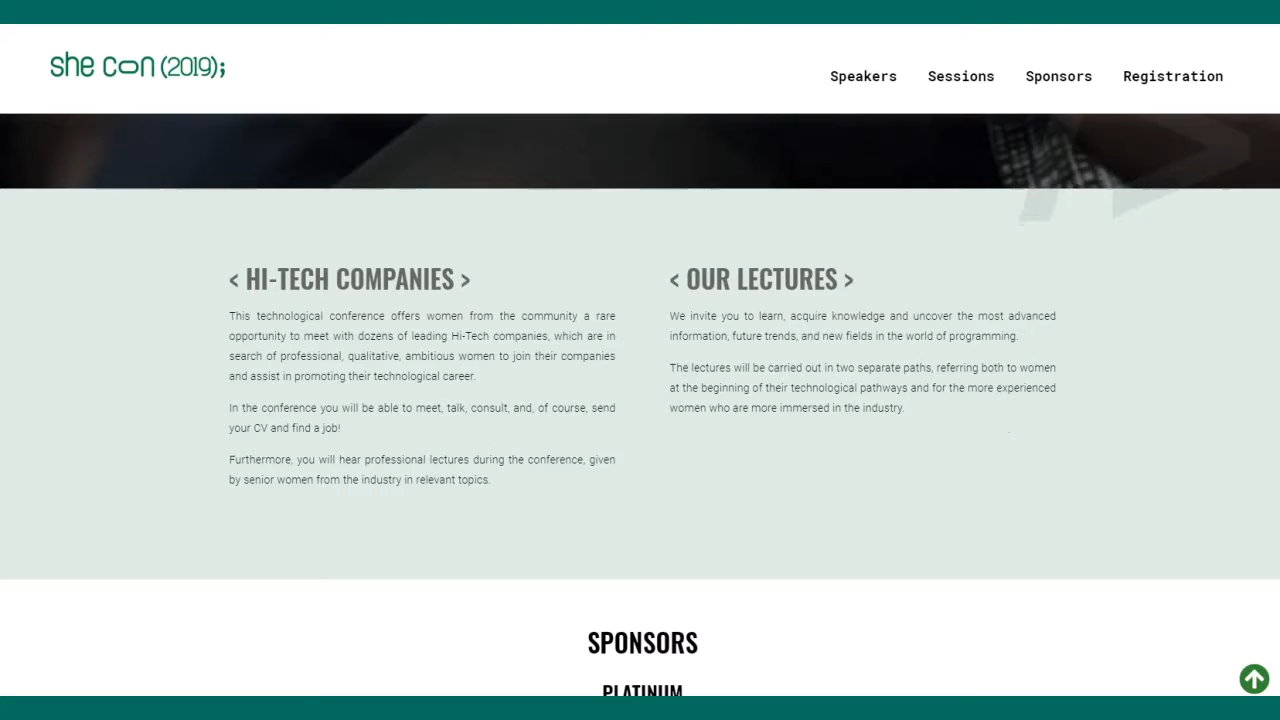 she con (2019);
Speakers Sessions Sponsors Registration
< HI-TECH COMPANIES >
This technological conference offers women from the community a rare
opportunity to meet with dozens of leading Hi-Tech companies, which are in
search of professional, qualitative, ambitious women to join their companies
and assist in promoting their technological career.
In the conference you will be able to meet, talk, consult, and, of course, send
your CV and find a job!
Furthermore, you will hear professional lectures during the conference, given
by senior women from the industry in relevant topics.
< OUR LECTURES >
We invite you to learn, acquire knowledge and uncover the most advanced
information, future trends, and new fields in the world of programming.
The lectures will be carried out in two separate paths, referring both to women
at the beginning of their technological pathways and for the more experienced
women who are more immersed in the industry.
SPONSORS
PLATINUM